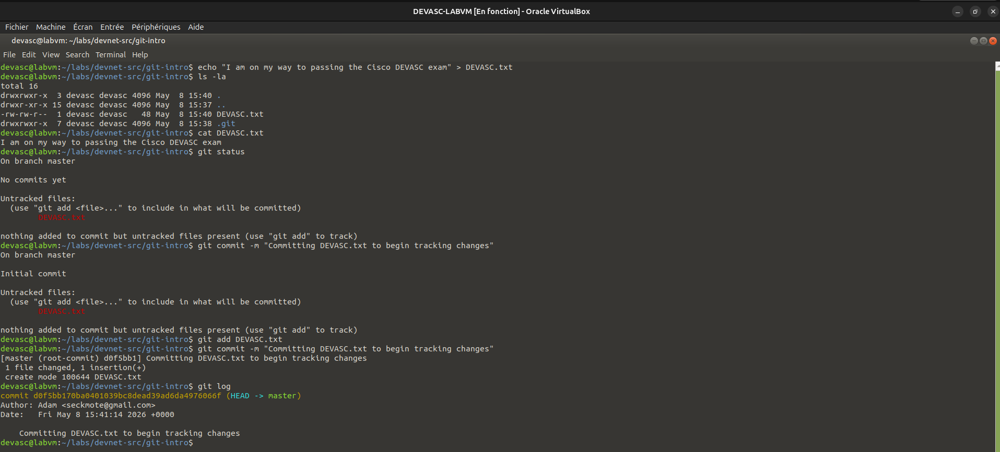 DEVASC-LABVM [En fonction] - Oracle VirtualBox
Fichier Machine Écran Entrée Périphériques Aide
devasc@labvm: ~/labs/devnet-src/git-intro
File Edit View Search Terminal Help
devasc@labvm:~/labs/devnet-src/git-intro$ echo "I am on my way to passing the Cisco DEVASC exam" > DEVASC.txt
devasc@labvm:~/labs/devnet-src/git-intro$ ls -la
total 16
drwxrwxr-x  3 devasc devasc 4096 May  8 15:40 .
drwxr-xr-x 15 devasc devasc 4096 May  8 15:37 ..
-rw-rw-r--  1 devasc devasc   48 May  8 15:40 DEVASC.txt
drwxrwxr-x  7 devasc devasc 4096 May  8 15:38 .git
devasc@labvm:~/labs/devnet-src/git-intro$ cat DEVASC.txt
I am on my way to passing the Cisco DEVASC exam
devasc@labvm:~/labs/devnet-src/git-intro$ git status
On branch master
No commits yet
Untracked files:
  (use "git add <file>..." to include in what will be committed)
        DEVASC.txt
nothing added to commit but untracked files present (use "git add" to track)
devasc@labvm:~/labs/devnet-src/git-intro$ git commit -m "Committing DEVASC.txt to begin tracking changes"
On branch master
Initial commit
Untracked files:
  (use "git add <file>..." to include in what will be committed)
        DEVASC.txt
nothing added to commit but untracked files present (use "git add" to track)
devasc@labvm:~/labs/devnet-src/git-intro$ git add DEVASC.txt
devasc@labvm:~/labs/devnet-src/git-intro$ git commit -m "Committing DEVASC.txt to begin tracking changes"
[master (root-commit) d0f5bb1] Committing DEVASC.txt to begin tracking changes
 1 file changed, 1 insertion(+)
 create mode 100644 DEVASC.txt
devasc@labvm:~/labs/devnet-src/git-intro$ git log
commit d0f5bb170ba0401039bc8dead39ad6da4976066f (HEAD -> master)
Author: Adam <seckmote@gmail.com>
Date:   Fri May 8 15:41:14 2026 +0000
    Committing DEVASC.txt to begin tracking changes
devasc@labvm:~/labs/devnet-src/git-intro$